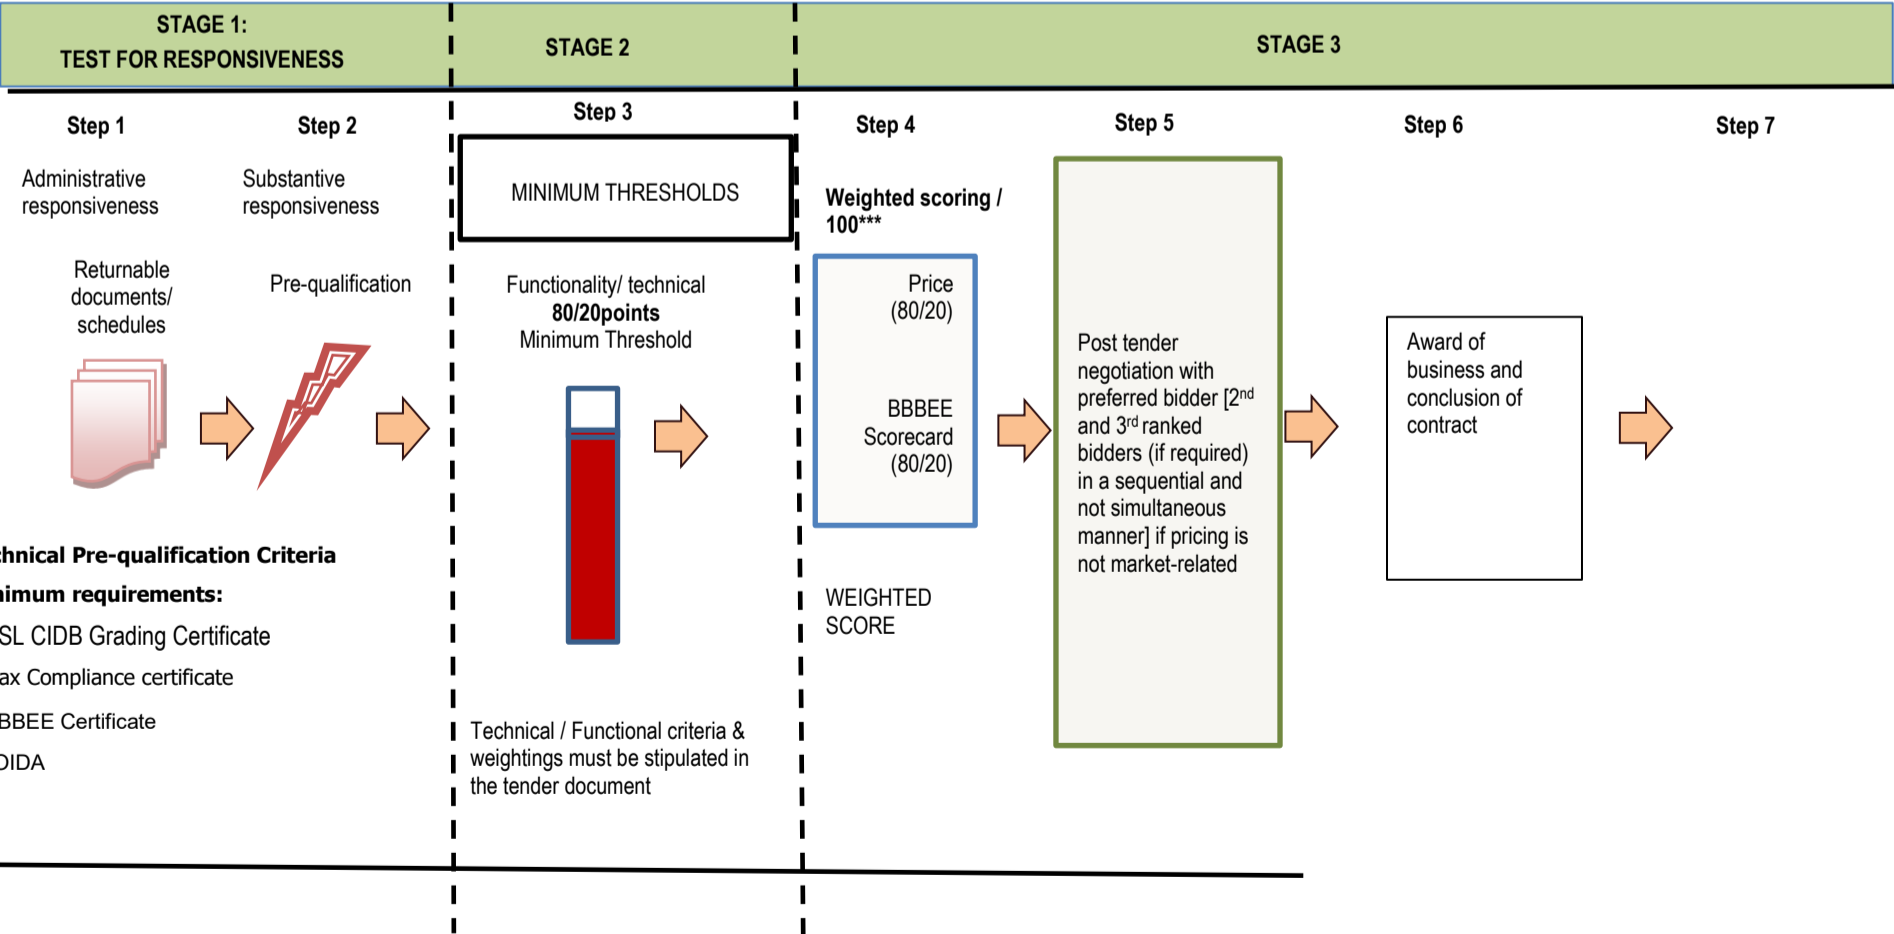 STAGE 1:
TEST FOR RESPONSIVENESS
STAGE 2
STAGE 3
Step 1
Step 2
Step 3
Step 4
Step 5
Step 6
Step 7
Administrative
responsiveness
Returnable
documents/
schedules
Substantive
responsiveness
Pre-qualification
chnical Pre-qualification Criteria
nimum requirements:
SL CIDB Grading Certificate
ax Compliance certificate
BBEE Certificate
OIDA
MINIMUM THRESHOLDS
Functionality/ technical
80/20points
Minimum Threshold
Technical / Functional criteria &
weightings must be stipulated in
the tender document
Weighted scoring /
100***
Price
(80/20)
BBBEE
Scorecard
(80/20)
WEIGHTED
SCORE
Post tender
negotiation with
preferred bidder [2nd
and 3rd ranked
bidders (if required)
in a sequential and
not simultaneous
manner] if pricing is
not market-related
Award of
business and
conclusion of
contract